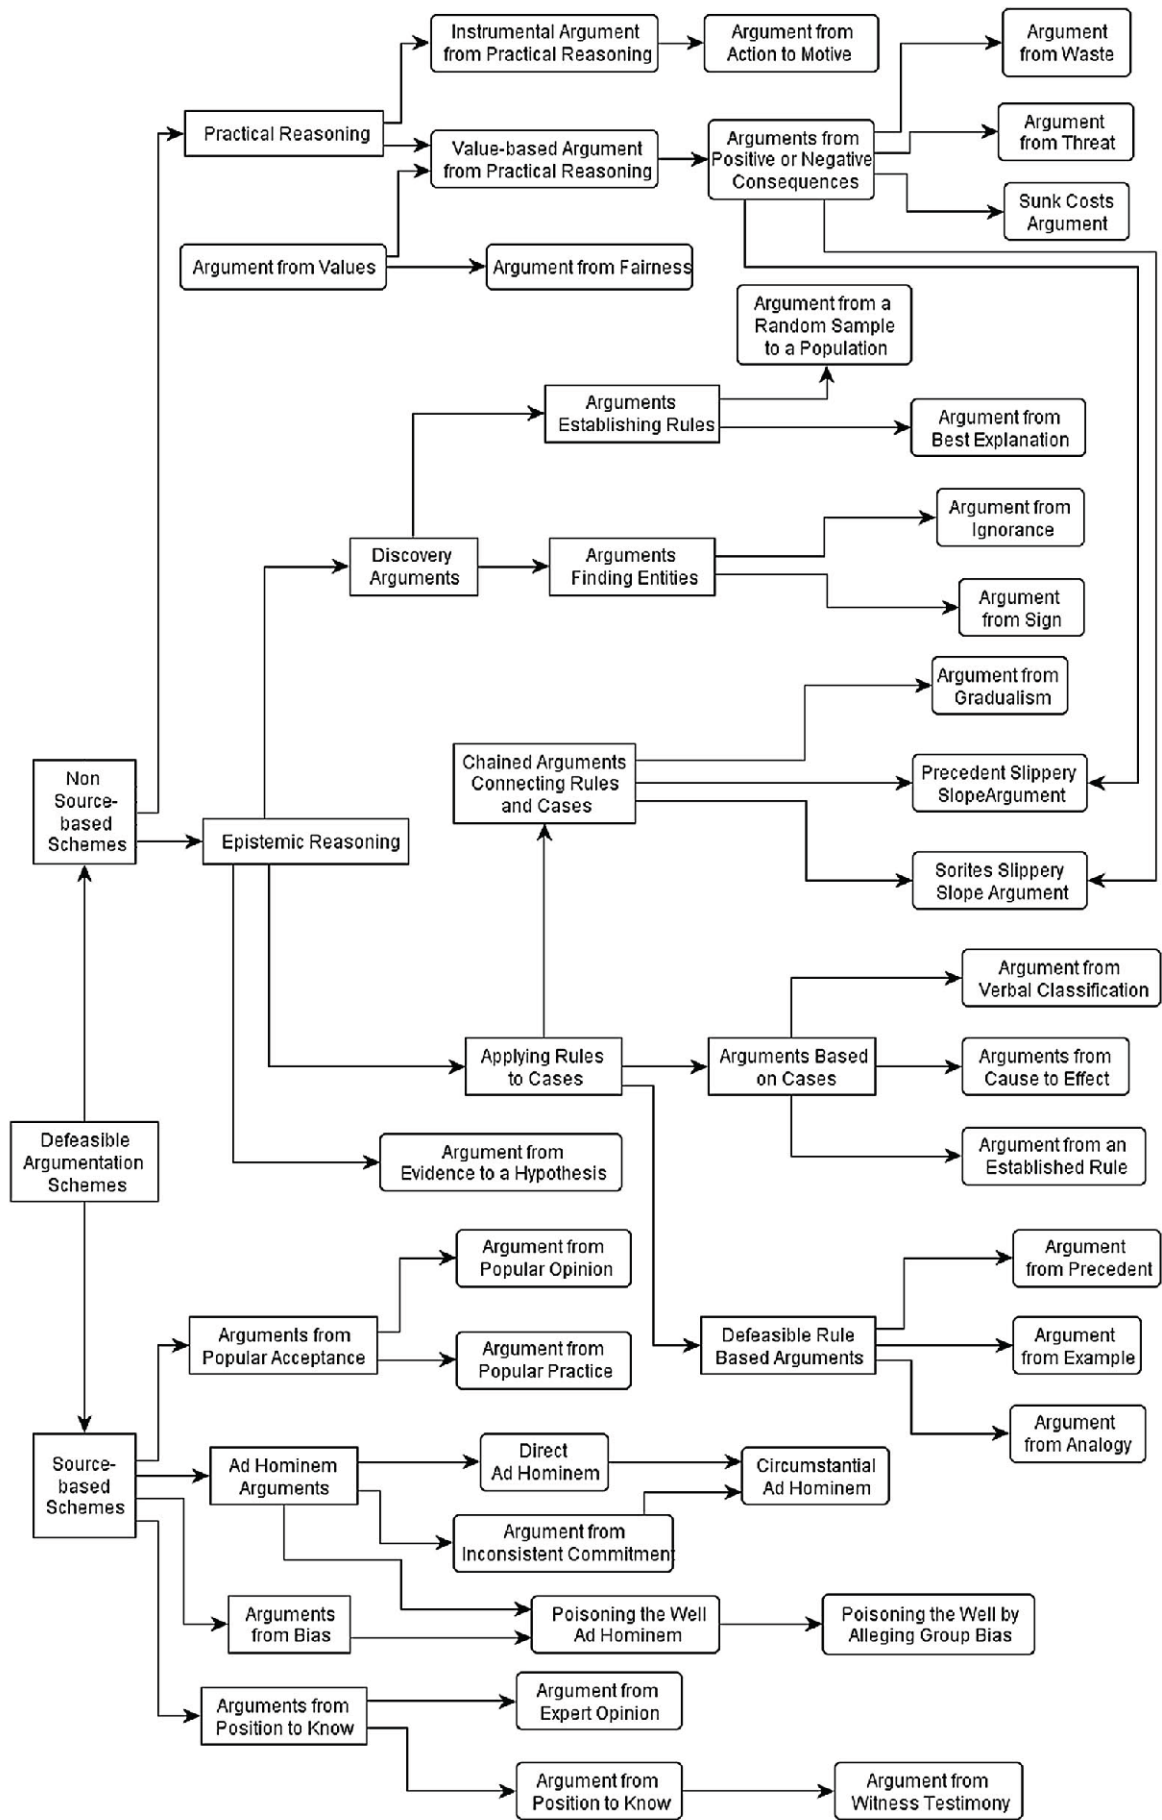 Instrumental Argument
from Practical Reasoning
Argument from
Action to Motive
Argument
from Waste
Practical Reasoning
Value-based Argument
from Practical Reasoning
Arguments from
Positive or Negative
Consequences
Argument
from Threat
Sunk Costs
Argument
Argument from Values
Argument from Fairness
Argument from a
Random Sample
to a Population
Arguments
Establishing Rules
Argument from
Best Explanation
Discovery
Arguments
Arguments
Finding Entities
Argument from
Ignorance
Argument
from Sign
Argument from
Gradualism
Non
Source-
based
Schemes
Epistemic Reasoning
Chained Arguments
Connecting Rules
and Cases
Precedent Slippery
SlopeArgument
Sorites Slippery
Slope Argument
Argument from
Verbal Classification
Applying Rules
to Cases
Arguments Based
on Cases
Arguments from
Cause to Effect
Argument from an
Established Rule
Defeasible
Argumentation
Schemes
Argument from
Evidence to a Hypothesis
Argument from
Popular Opinion
Argument
from Precedent
Arguments from
Popular Acceptance
Argument from
Popular Practice
Defeasible Rule
Based Arguments
Argument
from Example
Argument
from Analogy
Source-
based
Schemes
Ad Hominem
Arguments
Direct
Ad Hominem
Circumstantial
Ad Hominem
Argument from
Inconsistent Commitment
Arguments
from Bias
Poisoning the Well
Ad Hominem
Poisoning the Well by
Alleging Group Bias
Arguments from
Position to Know
Argument from
Expert Opinion
Argument from
Position to Know
Argument from
Witness Testimony